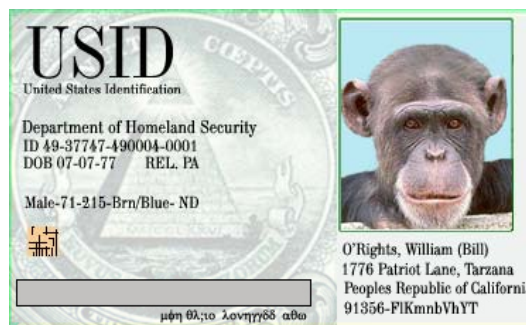 USID
United States Identification
Department of Homeland Security
ID 49-37747-490004-0001
DOB 07-07-77 REL. PA
Male-71-215-Brn/Blue- ND
O'Rights, William (Bill)
1776 Patriot Lane, Tarzana
Peoples Republic of Californi
91356-FlKmnbVhYT
μφη θλ;ιο λονηγγδδ αθω
CŒPTIS